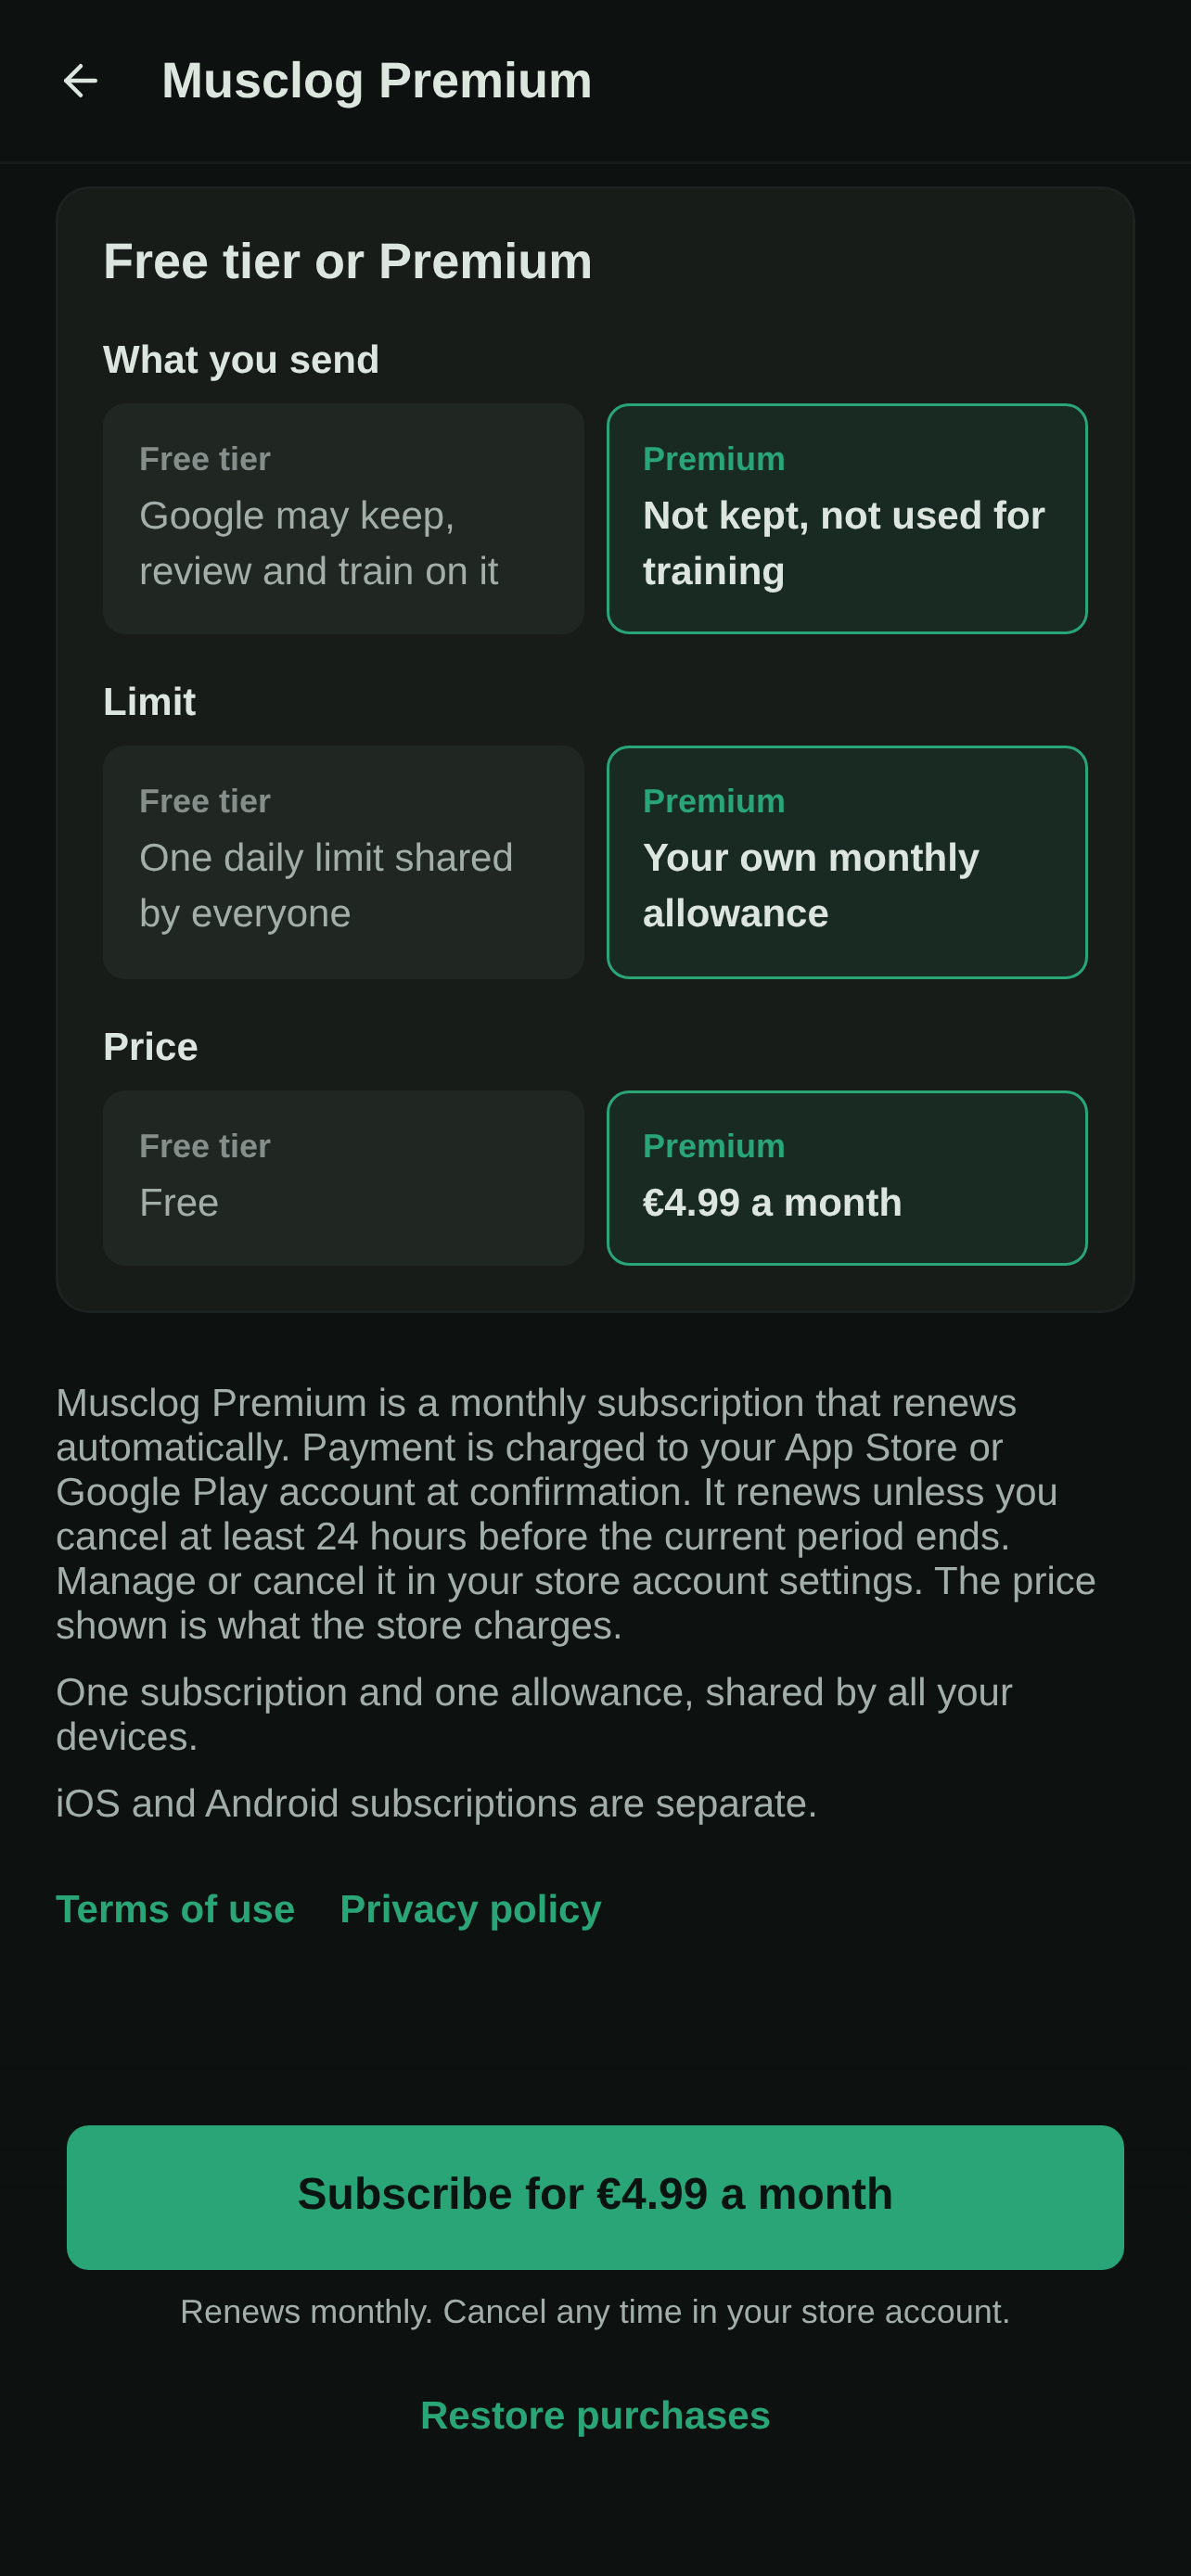 Musclog Premium
Free tier or Premium
What you send
Free tier
Google may keep,
review and train on it
Premium
Not kept, not used for
training
Limit
Free tier
One daily limit shared
by everyone
Premium
Your own monthly
allowance
Price
Free tier
Free
Premium
€4.99 a month
Musclog Premium is a monthly subscription that renews
automatically. Payment is charged to your App Store or
Google Play account at confirmation. It renews unless you
cancel at least 24 hours before the current period ends.
Manage or cancel it in your store account settings. The price
shown is what the store charges.
One subscription and one allowance, shared by all your
devices.
iOS and Android subscriptions are separate.
Terms of use Privacy policy
Subscribe for €4.99 a month
Renews monthly. Cancel any time in your store account.
Restore purchases